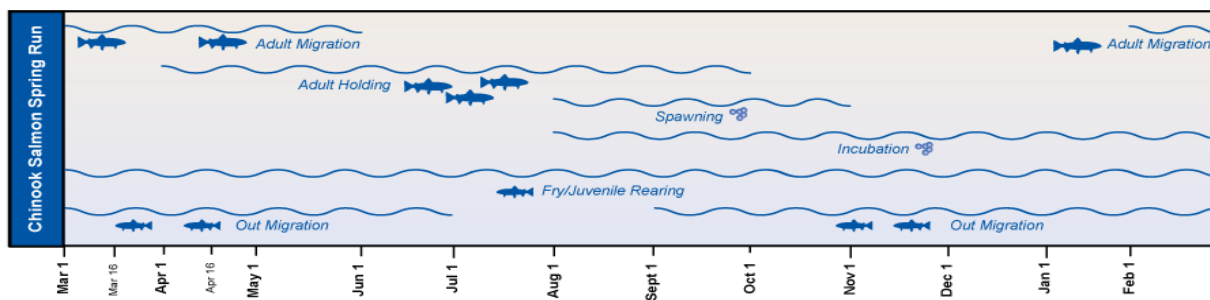 Chinook Salmon Spring Run
Adult Migration
Adult Migration
Adult Holding
Spawning
Incubation
Fry/Juvenile Rearing
Out Migration
Out Migration
Mar 1
Mar 16
Apr 1
Apr 16
May 1
Jun 1
Jul 1
Aug 1
Sept 1
Oct 1
Nov 1
Dec 1
Jan 1
Feb 1